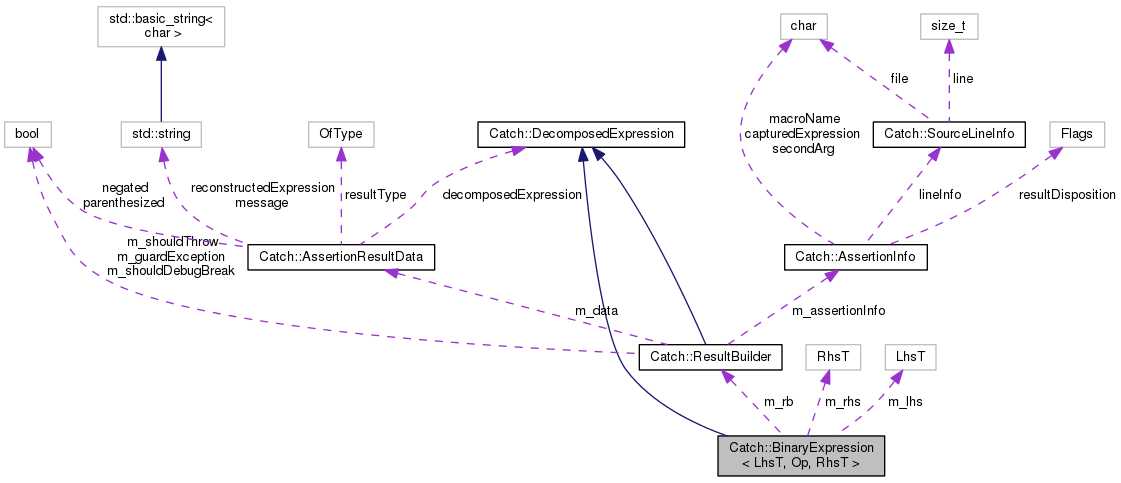 std::basic_string<
char >
char
size_t
file
line
macroName
capturedExpression
secondArg
bool
std::string
OfType
Catch::DecomposedExpression
Catch::SourceLineInfo
Flags
negated
parenthesized
reconstructedExpression
message
resultType
decomposedExpression
lineInfo
resultDisposition
m_shouldThrow
m_guardException
m_shouldDebugBreak
Catch::AssertionResultData
Catch::AssertionInfo
m_data
m_assertionInfo
Catch::ResultBuilder
RhsT
LhsT
m_rb
m_rhs
m_lhs
Catch::BinaryExpression
< LhsT, Op, RhsT >